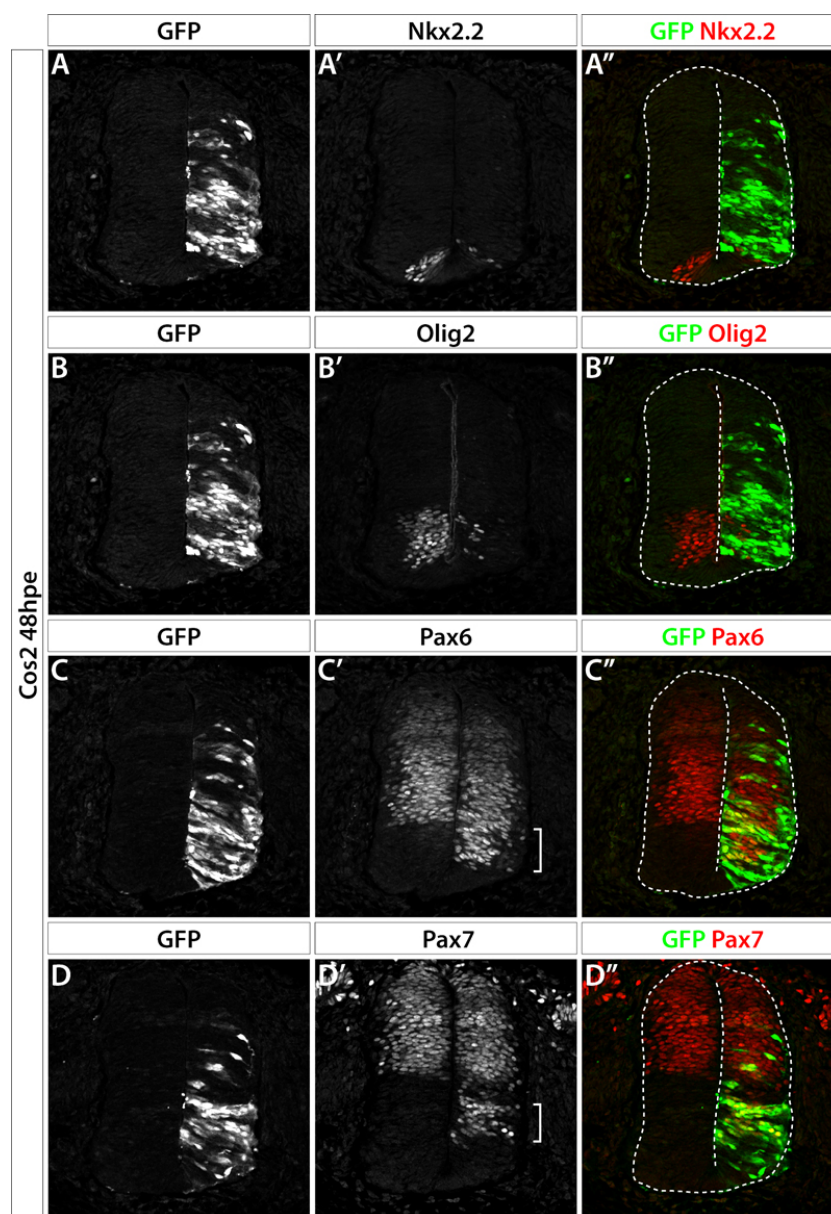 GFP Nkx2.2 GFP Nkx2.2
A A′ A″
GFP Olig2 GFP Olig2
B B′ B″
GFP Pax6 GFP Pax6
C C′ C″
GFP Pax7 GFP Pax7
D D′ D″
Cos2 48hpe